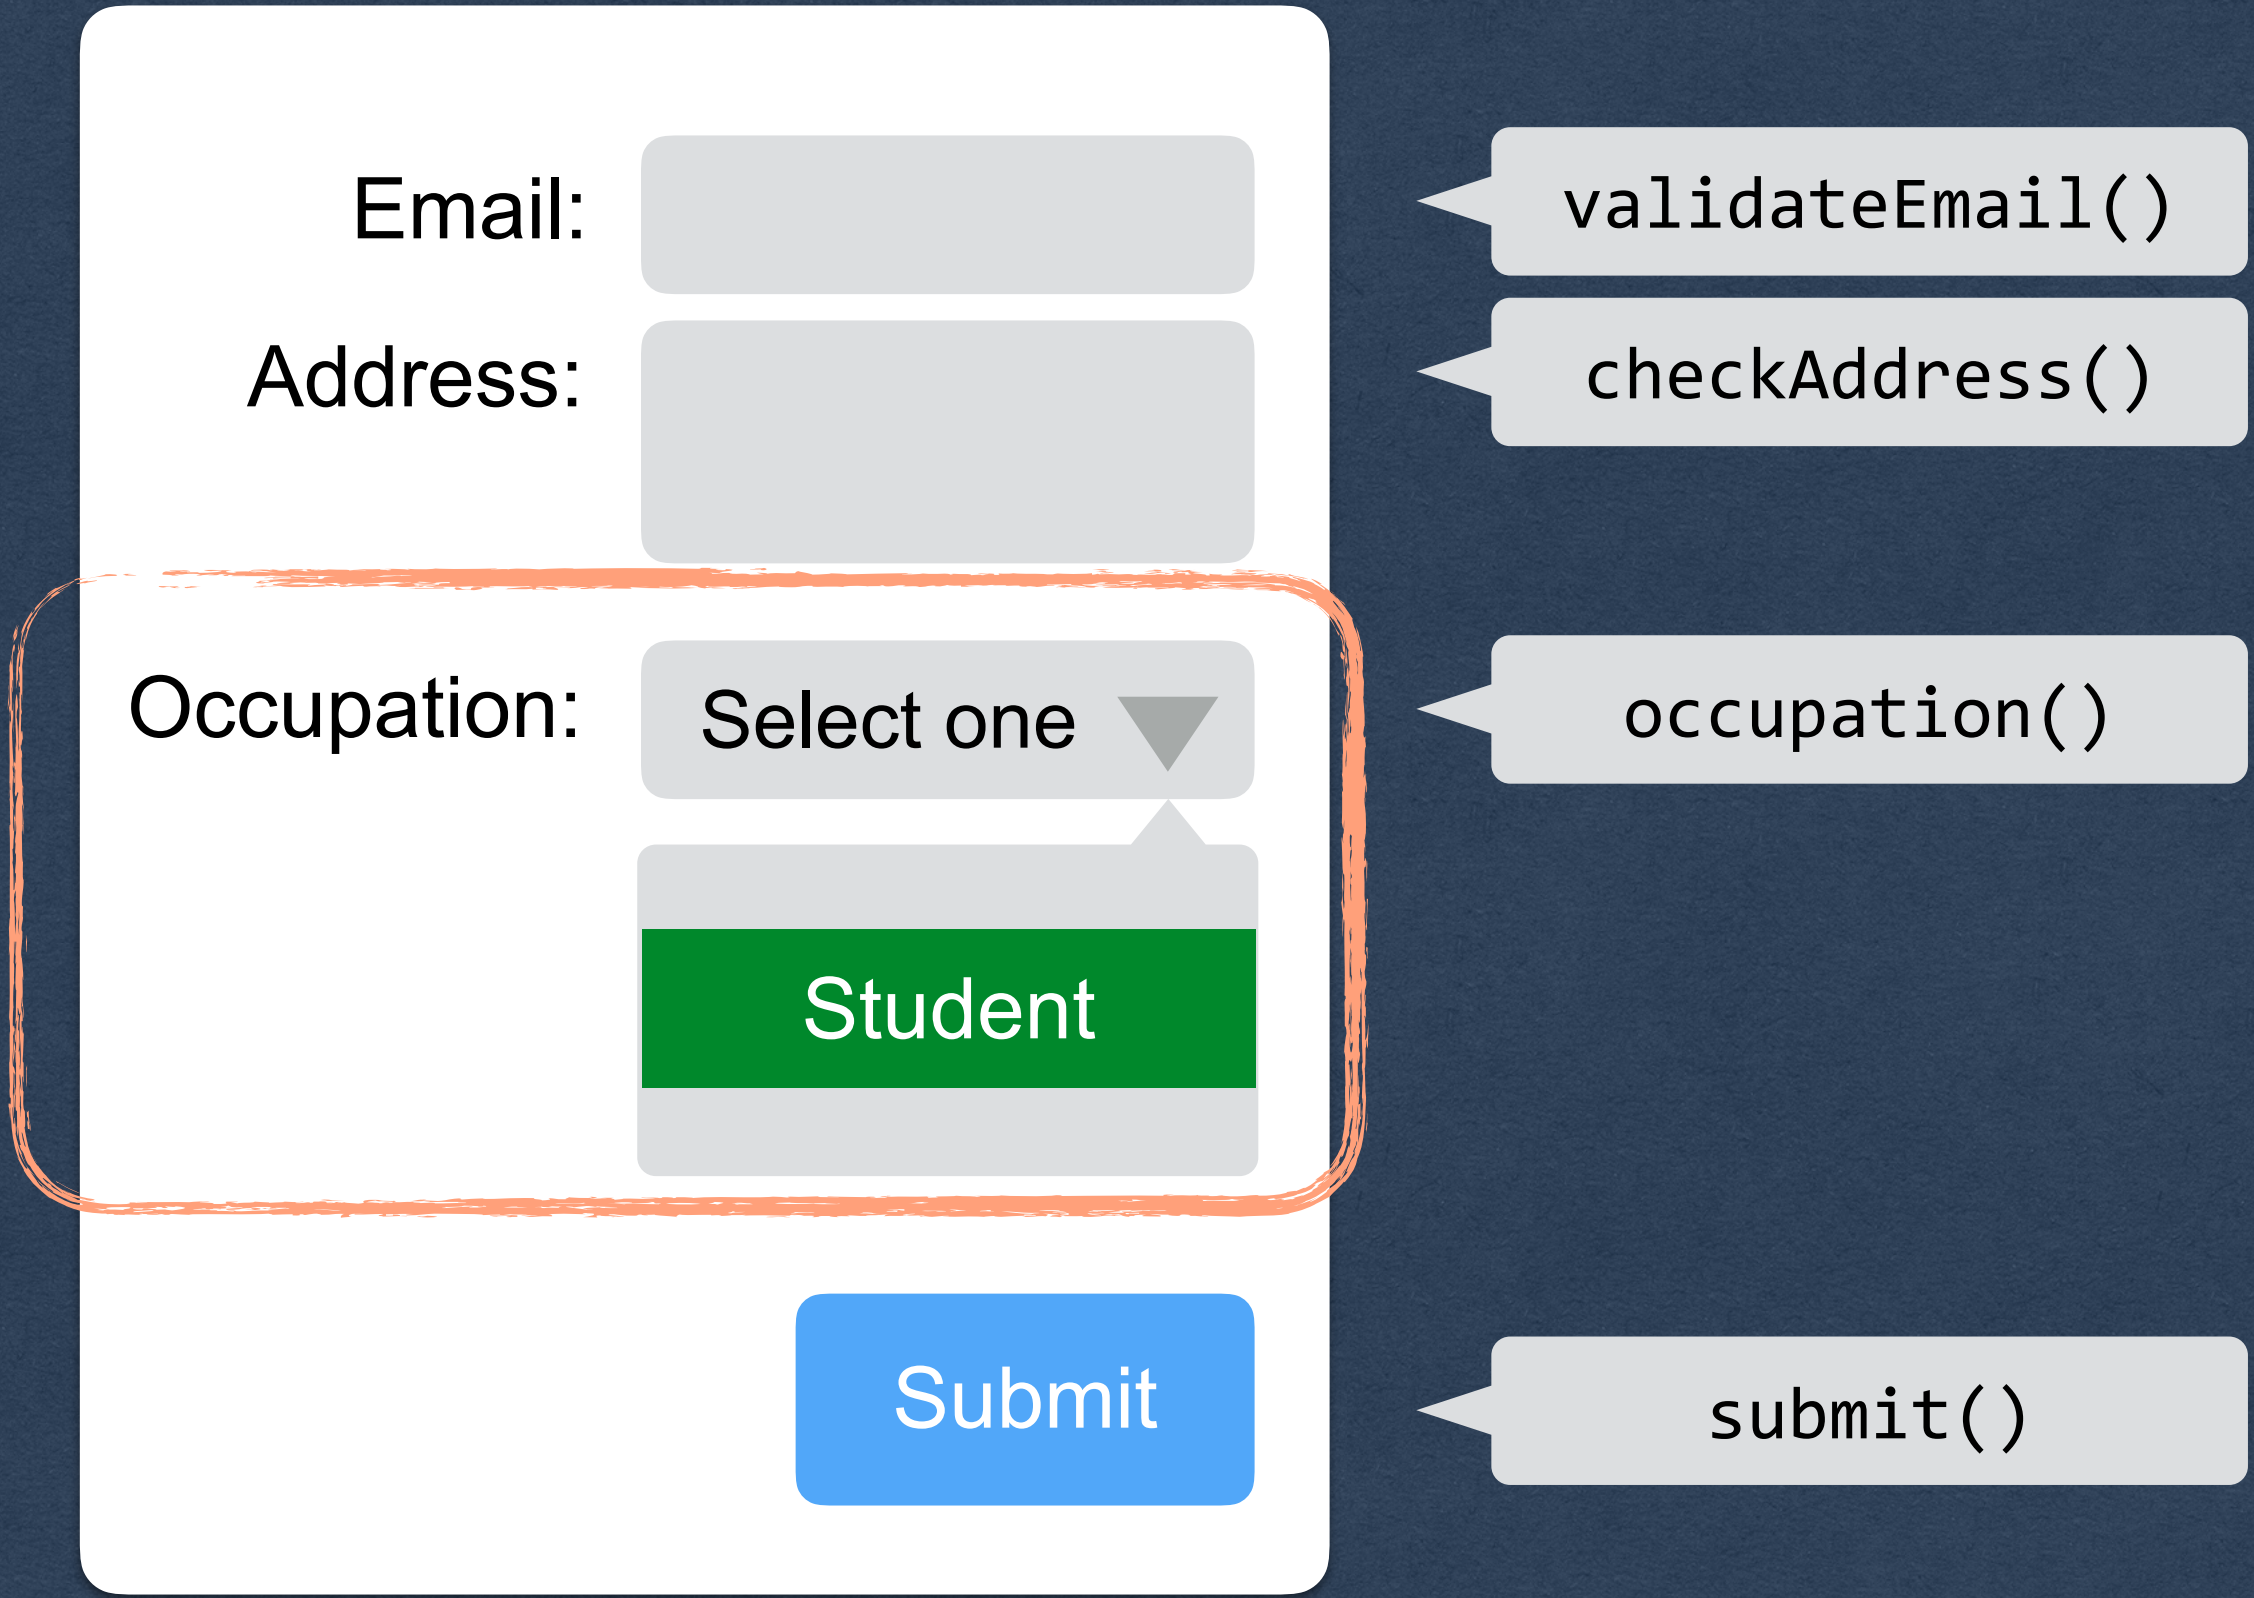 Email:
validateEmail()
Address:
checkAddress()
Occupation:
Select one
occupation()
Student
Submit
submit()